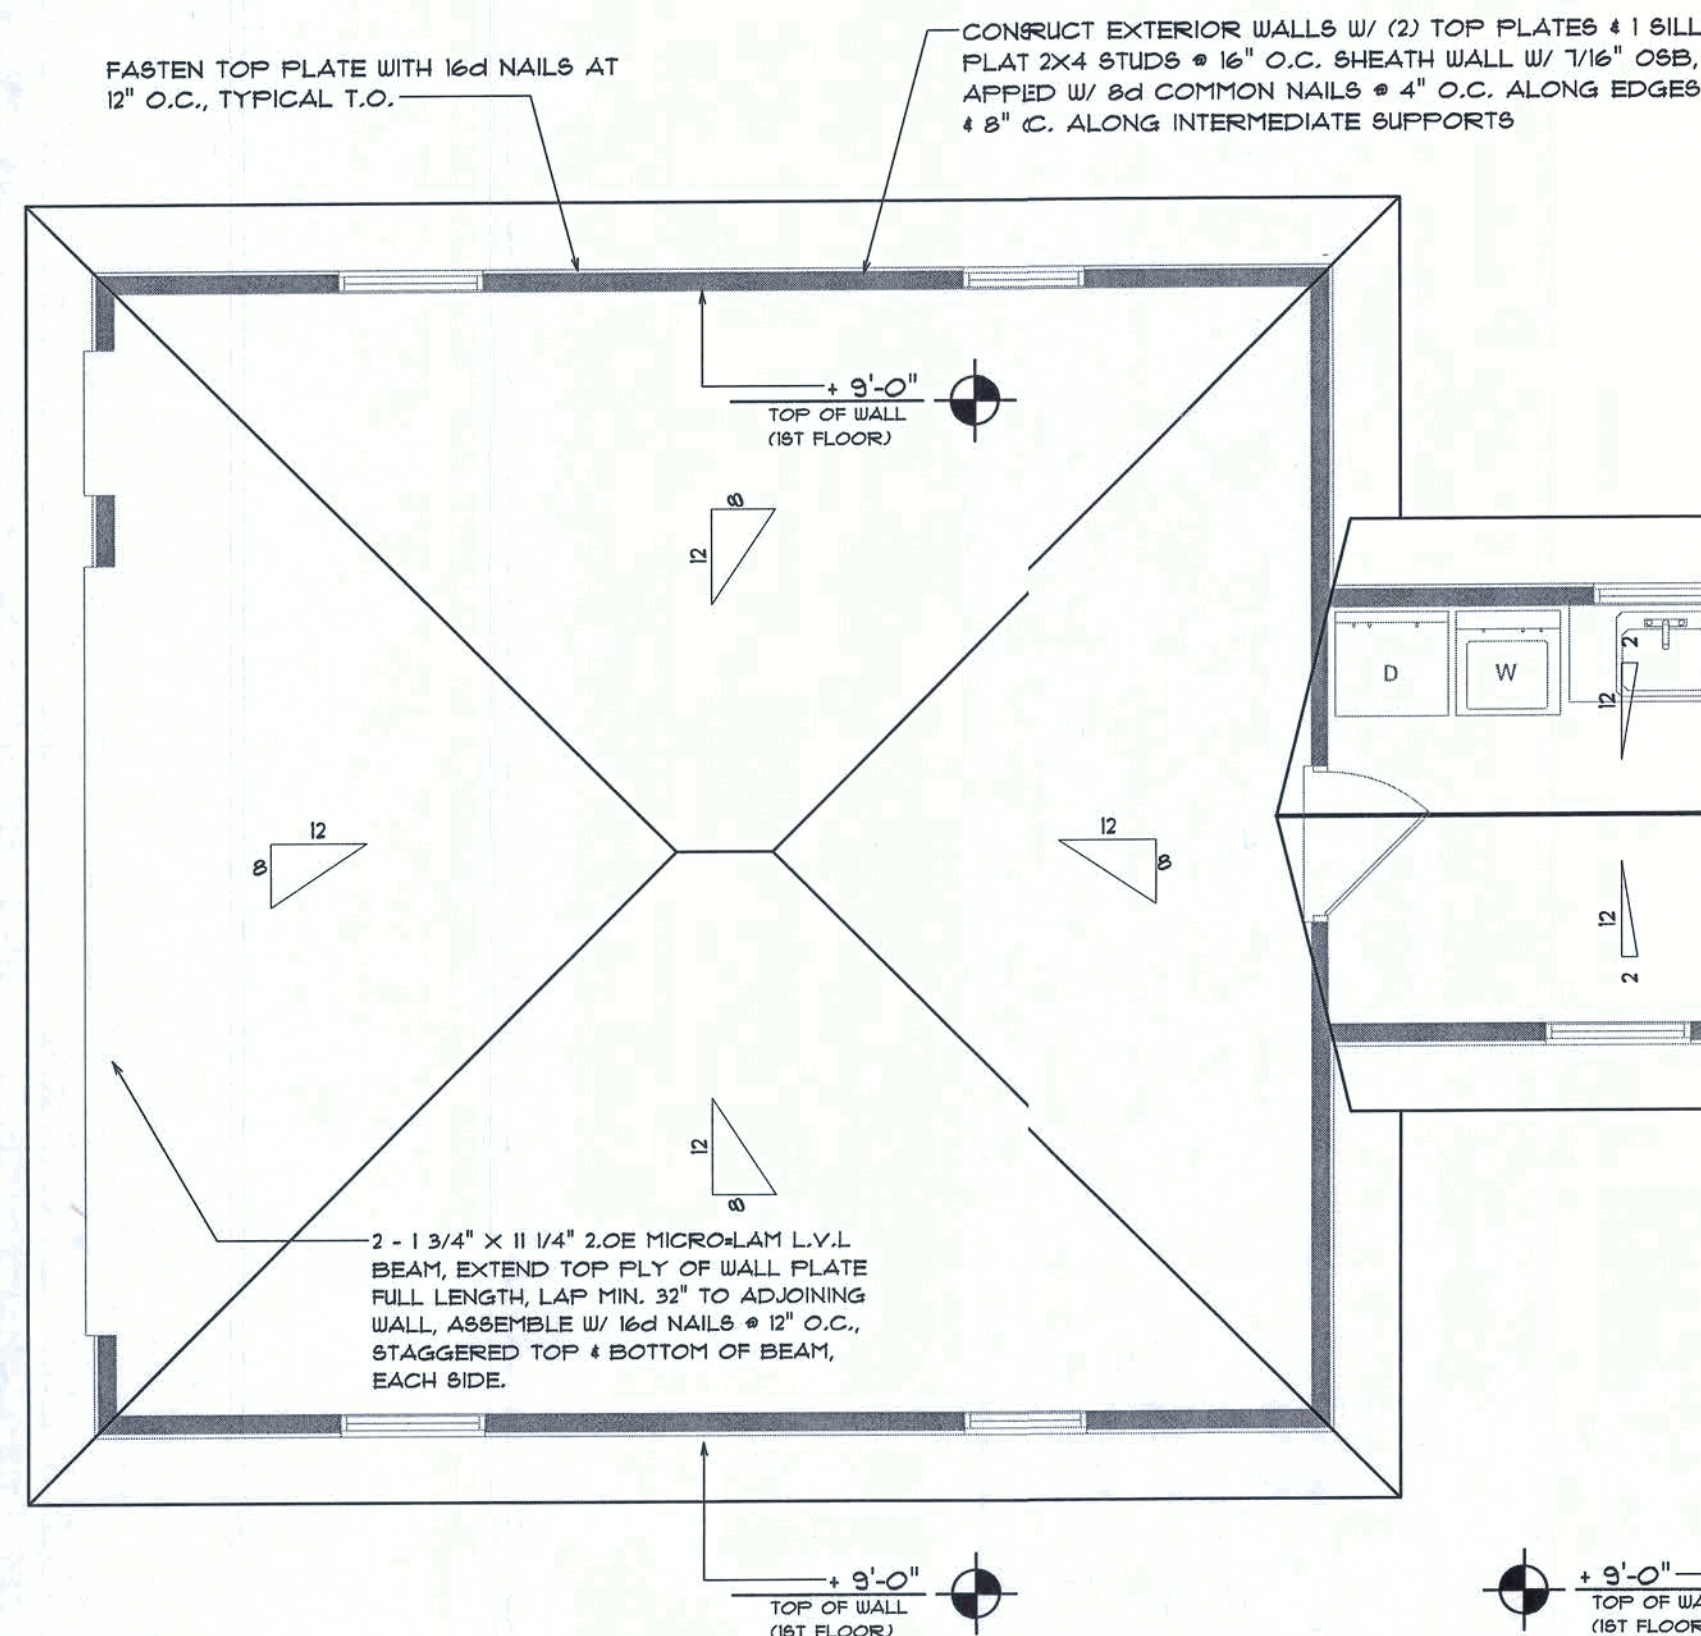 CONSRUCT EXTERIOR WALLS W/ (2) TOP PLATES & 1 SILL
PLAT 2X4 STUDS @ 16" O.C. SHEATH WALL W/ 7/16" OSB,
APPED W/ 8d COMMON NAILS @ 4" O.C. ALONG EDGES
& 8" C. ALONG INTERMEDIATE SUPPORTS
FASTEN TOP PLATE WITH 16d NAILS AT
12" O.C., TYPICAL T.O.
+ 9'-0"
TOP OF WALL
(1ST FLOOR)
8
12
D
W
2
12
12
8
12
8
12
2
12
8
2 - 1 3/4" X 11 1/4" 2.0E MICRO=LAM L.V.L
BEAM, EXTEND TOP PLY OF WALL PLATE
FULL LENGTH, LAP MIN. 32" TO ADJOINING
WALL, ASSEMBLE W/ 16d NAILS @ 12" O.C.,
STAGGERED TOP & BOTTOM OF BEAM,
EACH SIDE.
+ 9'-0"
TOP OF WALL
(1ST FLOOR)
+ 9'-0"
TOP OF WA
(1ST FLOOR